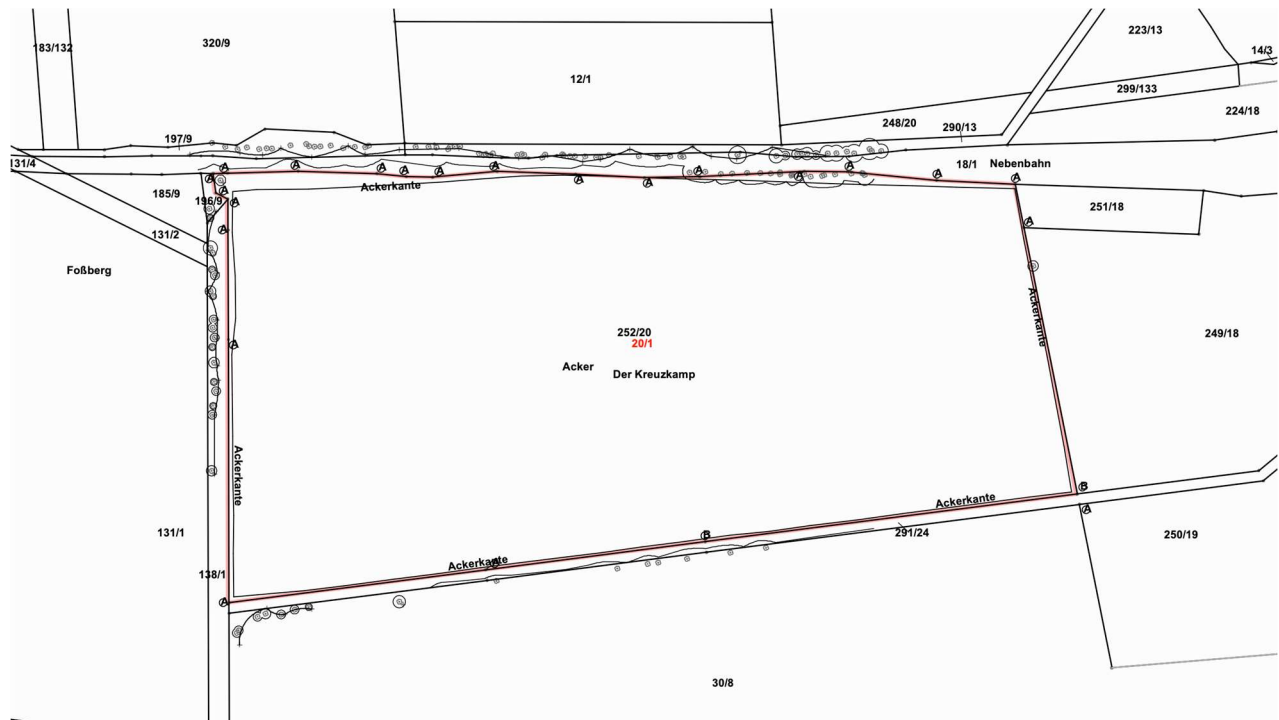 223/13
320/9
183/132
14/3
12/1
299/133
224/18
248/20
290/13
197/9
131/4
18/1
Nebenbahn
A A A A A A A A A A A A A
Ackerkante
185/9
196/9
A
A
251/18
A
A
131/2
Foßberg
Ackerkante
252/20
249/18
20/1
A
Acker
Der Kreuzkamp
Ackerkante
B
Ackerkante
A
131/1
291/24
250/19
B
Ackerkante
A
138/1
A
30/8